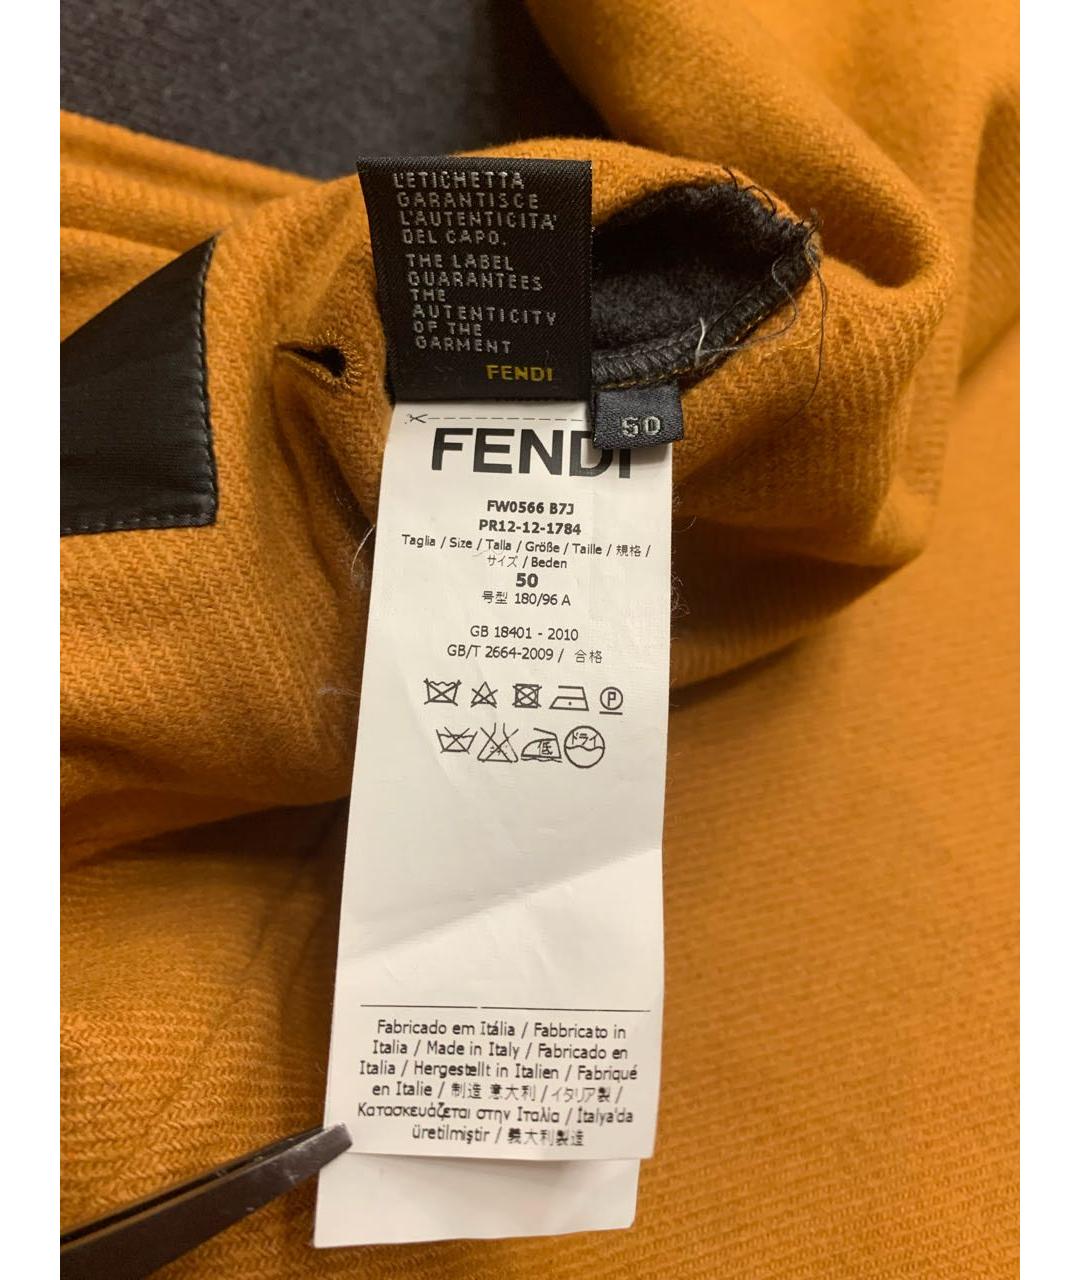 L'ETICHETTA
GARANTISCE
L'AUTENTICITA'
DEL CAPO.
THE LABEL
GUARANTEES
THE
AUTENTICITY
OF THE
GARMENT
FENDI
50
FENDI
FW0566 B7J
PR12-12-1784
Taglia / Size / Talla / Größe / Taille / 規格 /
サイズ / Beden
50
号型 180/96 A
GB 18401 - 2010
GB/T 2664-2009 / 合格
P
低 ドライ
Fabricado em Itália / Fabbricato in
Italia / Made in Italy / Fabricado en
Italia / Hergestellt in Italien / Fabriqué
en Italie / 制造 意大利 / イタリア製 /
Κατασκευάζεται στην Ιταλία / İtalya'da
üretilmiştir / 義大利製造